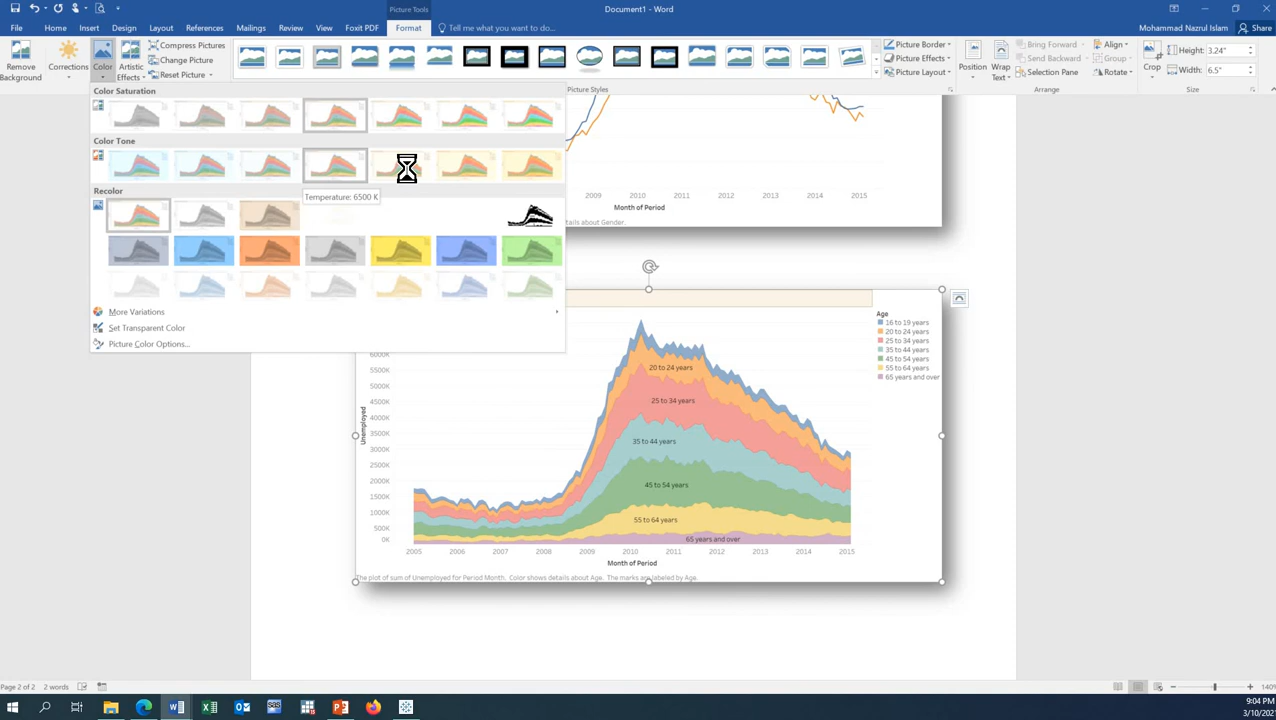 Document1 - Word
Picture Tools
Mohammad Nazrul Islam
Share
File
Home
Insert
Design
Layout
References
Mailings
Review
View
Foxit PDF
Format
Tell me what you want to do...
Remove Background
Corrections
Color
Artistic Effects
Compress Pictures
Change Picture
Reset Picture
Picture Styles
Picture Border
Picture Effects
Picture Layout
Position
Wrap Text
Bring Forward
Send Backward
Selection Pane
Align
Group
Rotate
Arrange
Crop
Height: 3.24"
Width: 6.5"
Size
Color Saturation
Color Tone
Temperature: 6500 K
Recolor
More Variations
Set Transparent Color
Picture Color Options...
2009 2010 2011 2012 2013 2014 2015
Month of Period
details about Gender.
Age
16 to 19 years
20 to 24 years
25 to 34 years
35 to 44 years
45 to 54 years
55 to 64 years
65 years and over
Unemployed
6000K
5500K
5000K
4500K
4000K
3500K
3000K
2500K
2000K
1500K
1000K
500K
0K
20 to 24 years
25 to 34 years
35 to 44 years
45 to 54 years
55 to 64 years
65 years and over
2005 2006 2007 2008 2009 2010 2011 2012 2013 2014 2015
Month of Period
The plot of sum of Unemployed for Period Month. Color shows details about Age. The marks are labeled by Age.
Page 2 of 2
2 words
140%
9:04 PM
3/10/2021